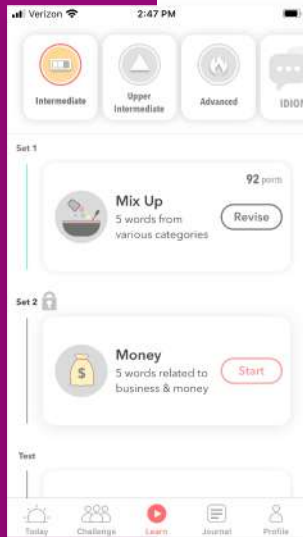 Verizon
2:47 PM
Intermediate
Upper
Intermediate
Advanced
IDIOM
Set 1
92 points
Mix Up
5 words from
various categories
Revise
Set 2
Money
5 words related to
business & money
$
Start
Test
Today
Challenge
Learn
Journal
Profile